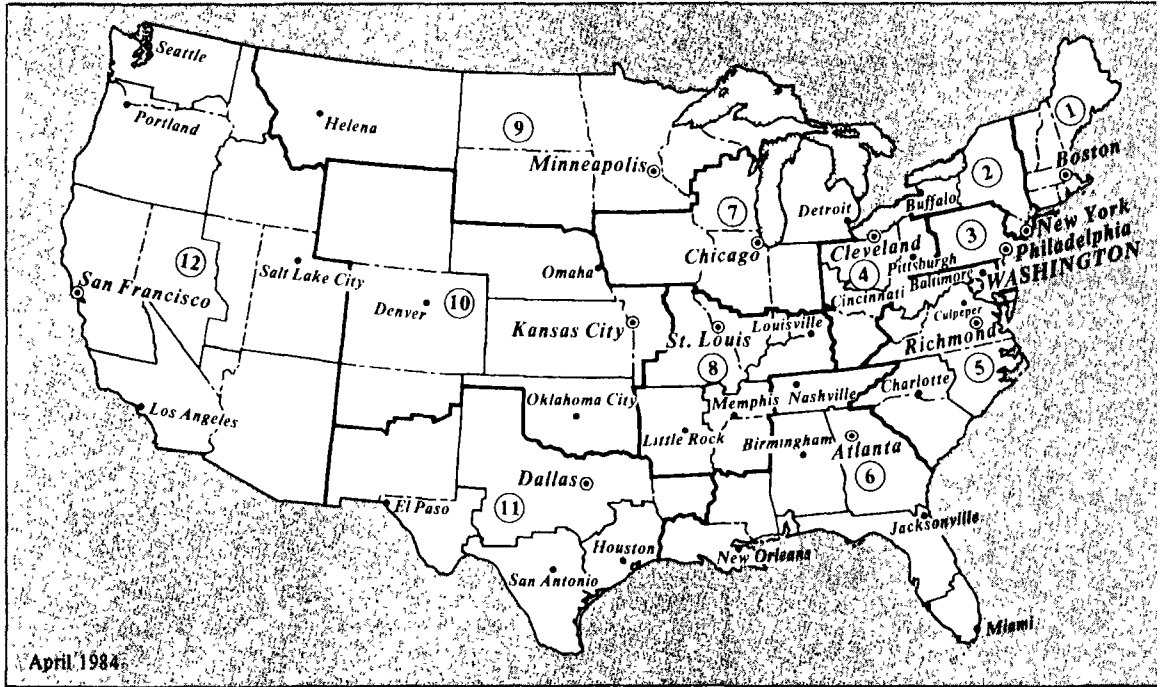 Seattle
Portland
Helena
9
Minneapolis
1
Boston
2
Buffalo
Detroit
7
Chicago
New York
3
Philadelphia
Cleveland
Pittsburgh
4
Baltimore
WASHINGTON
Cincinnati
Culpeper
Richmond
12
San Francisco
Salt Lake City
Omaha
Denver
10
Kansas City
St. Louis
Louisville
8
5
Charlotte
Los Angeles
Oklahoma City
Memphis
Nashville
Little Rock
Birmingham
Atlanta
6
Dallas
11
El Paso
Jacksonville
Houston
New Orleans
San Antonio
Miami
April 1984